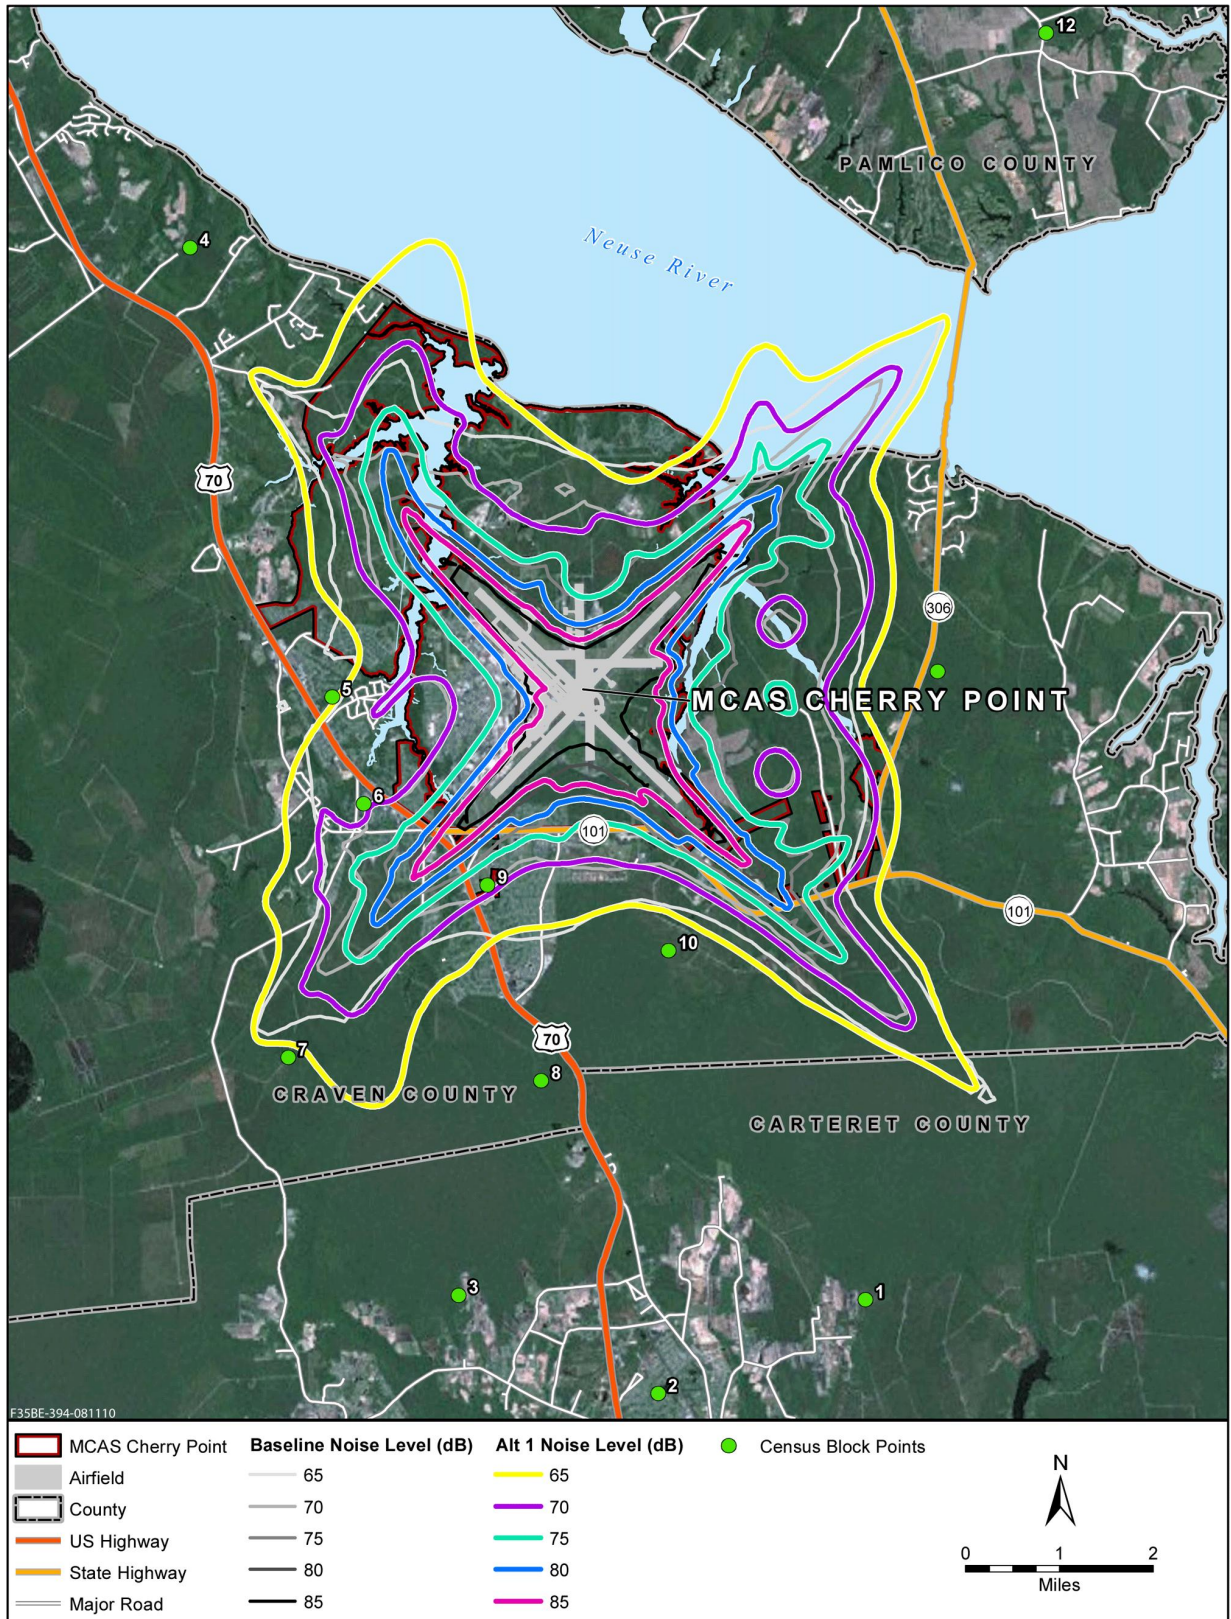 12
PAMLICO COUNTY
4
Neuse River
70
306
5
MCAS CHERRY POINT
6
101
9
101
10
70
7
8
CRAVEN COUNTY
CARTERET COUNTY
3
1
2
F35BE-394-081110
MCAS Cherry Point
Airfield
County
US Highway
State Highway
Major Road
Baseline Noise Level (dB)
65
70
75
80
85
Alt 1 Noise Level (dB)
65
70
75
80
85
Census Block Points
N
0 1 2
Miles